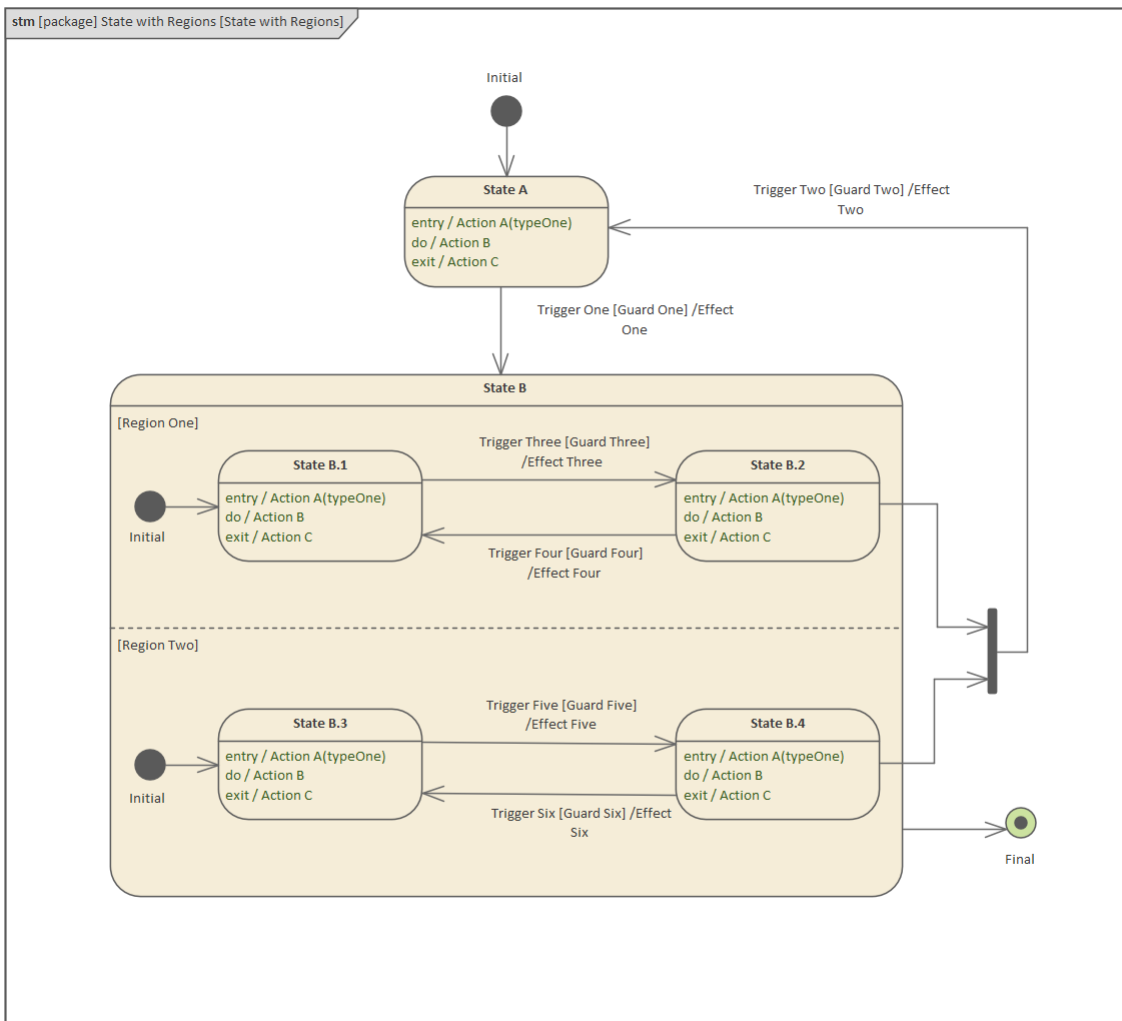 stm [package] State with Regions [State with Regions]
Initial
State A
entry / Action A(typeOne)
do / Action B
exit / Action C
Trigger Two [Guard Two] /Effect
Two
Trigger One [Guard One] /Effect
One
State B
[Region One]
Initial
State B.1
entry / Action A(typeOne)
do / Action B
exit / Action C
Trigger Three [Guard Three]
/Effect Three
Trigger Four [Guard Four]
/Effect Four
State B.2
entry / Action A(typeOne)
do / Action B
exit / Action C
[Region Two]
Initial
State B.3
entry / Action A(typeOne)
do / Action B
exit / Action C
Trigger Five [Guard Five]
/Effect Five
Trigger Six [Guard Six] /Effect
Six
State B.4
entry / Action A(typeOne)
do / Action B
exit / Action C
Final